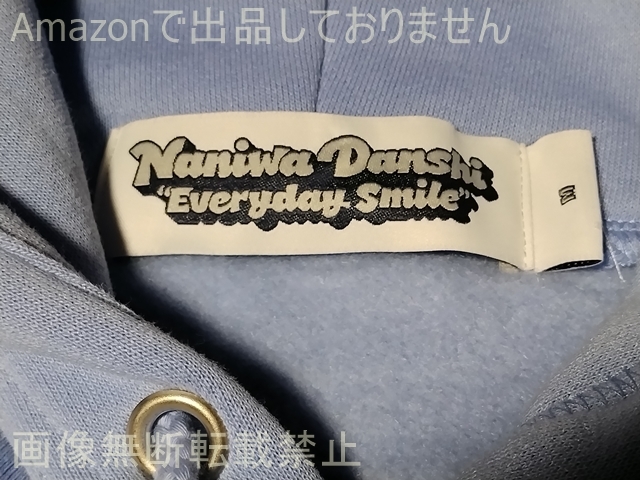 Amazonで出品しておりません
Naniwa Danshi
"Everyday Smile"
M
画像無断転載禁止